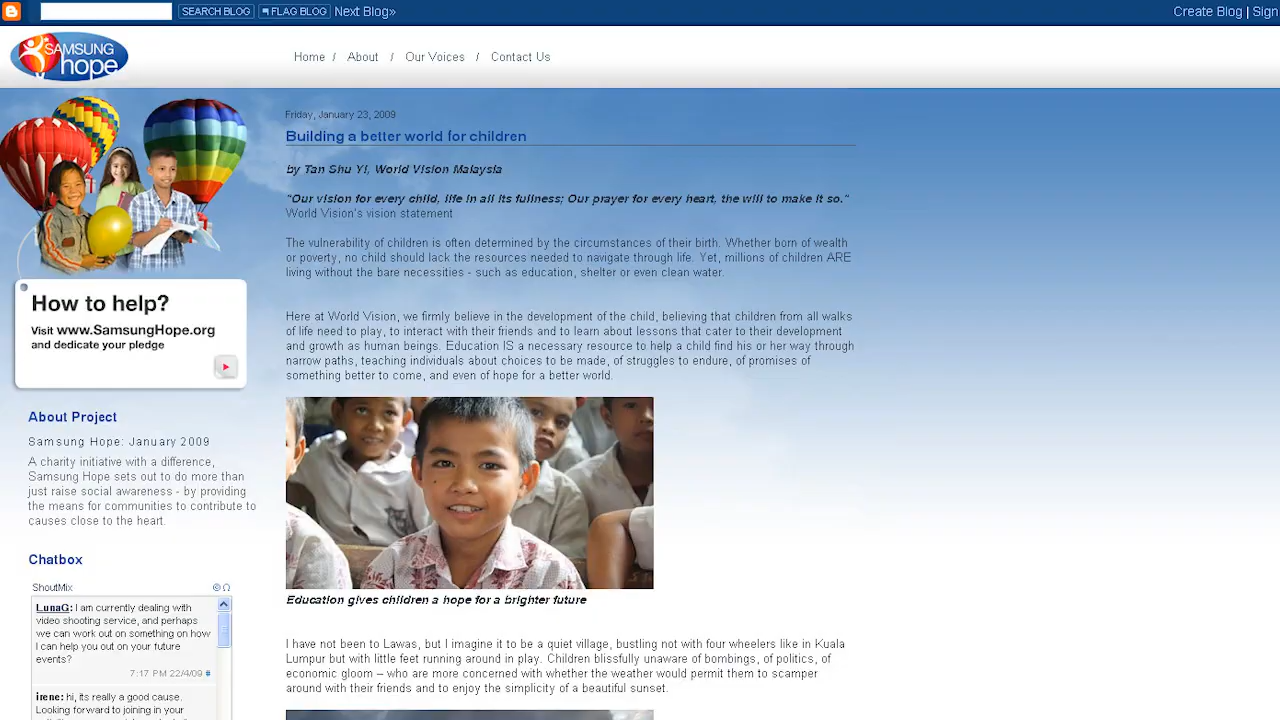 SEARCH BLOG FLAG BLOG Next Blog» Create Blog | Sign
SAMSUNG
hope
Home / About / Our Voices / Contact Us
Friday, January 23, 2009
Building a better world for children
by Tan Shu Yi, World Vision Malaysia
"Our vision for every child, life in all its fullness; Our prayer for every heart, the will to make it so."
World Vision's vision statement
The vulnerability of children is often determined by the circumstances of their birth. Whether born of wealth
or poverty, no child should lack the resources needed to navigate through life. Yet, millions of children ARE
living without the bare necessities - such as education, shelter or even clean water.
Here at World Vision, we firmly believe in the development of the child, believing that children from all walks
of life need to play, to interact with their friends and to learn about lessons that cater to their development
and growth as human beings. Education IS a necessary resource to help a child find his or her way through
narrow paths, teaching individuals about choices to be made, of struggles to endure, of promises of
something better to come, and even of hope for a better world.
Education gives children a hope for a brighter future
I have not been to Lawas, but I imagine it to be a quiet village, bustling not with four wheelers like in Kuala
Lumpur but with little feet running around in play. Children blissfully unaware of bombings, of politics, of
economic gloom – who are more concerned with whether the weather would permit them to scamper
around with their friends and to enjoy the simplicity of a beautiful sunset.
How to help?
Visit www.SamsungHope.org
and dedicate your pledge
About Project
Samsung Hope: January 2009
A charity initiative with a difference,
Samsung Hope sets out to do more than
just raise social awareness - by providing
the means for communities to contribute to
causes close to the heart.
Chatbox
ShoutMix
LunaG: I am currently dealing with
video shooting service, and perhaps
we can work out on something on how
I can help you out on your future
events?
7:17 PM 22/4/09 #
irene: hi, its really a good cause.
Looking forward to joining in your